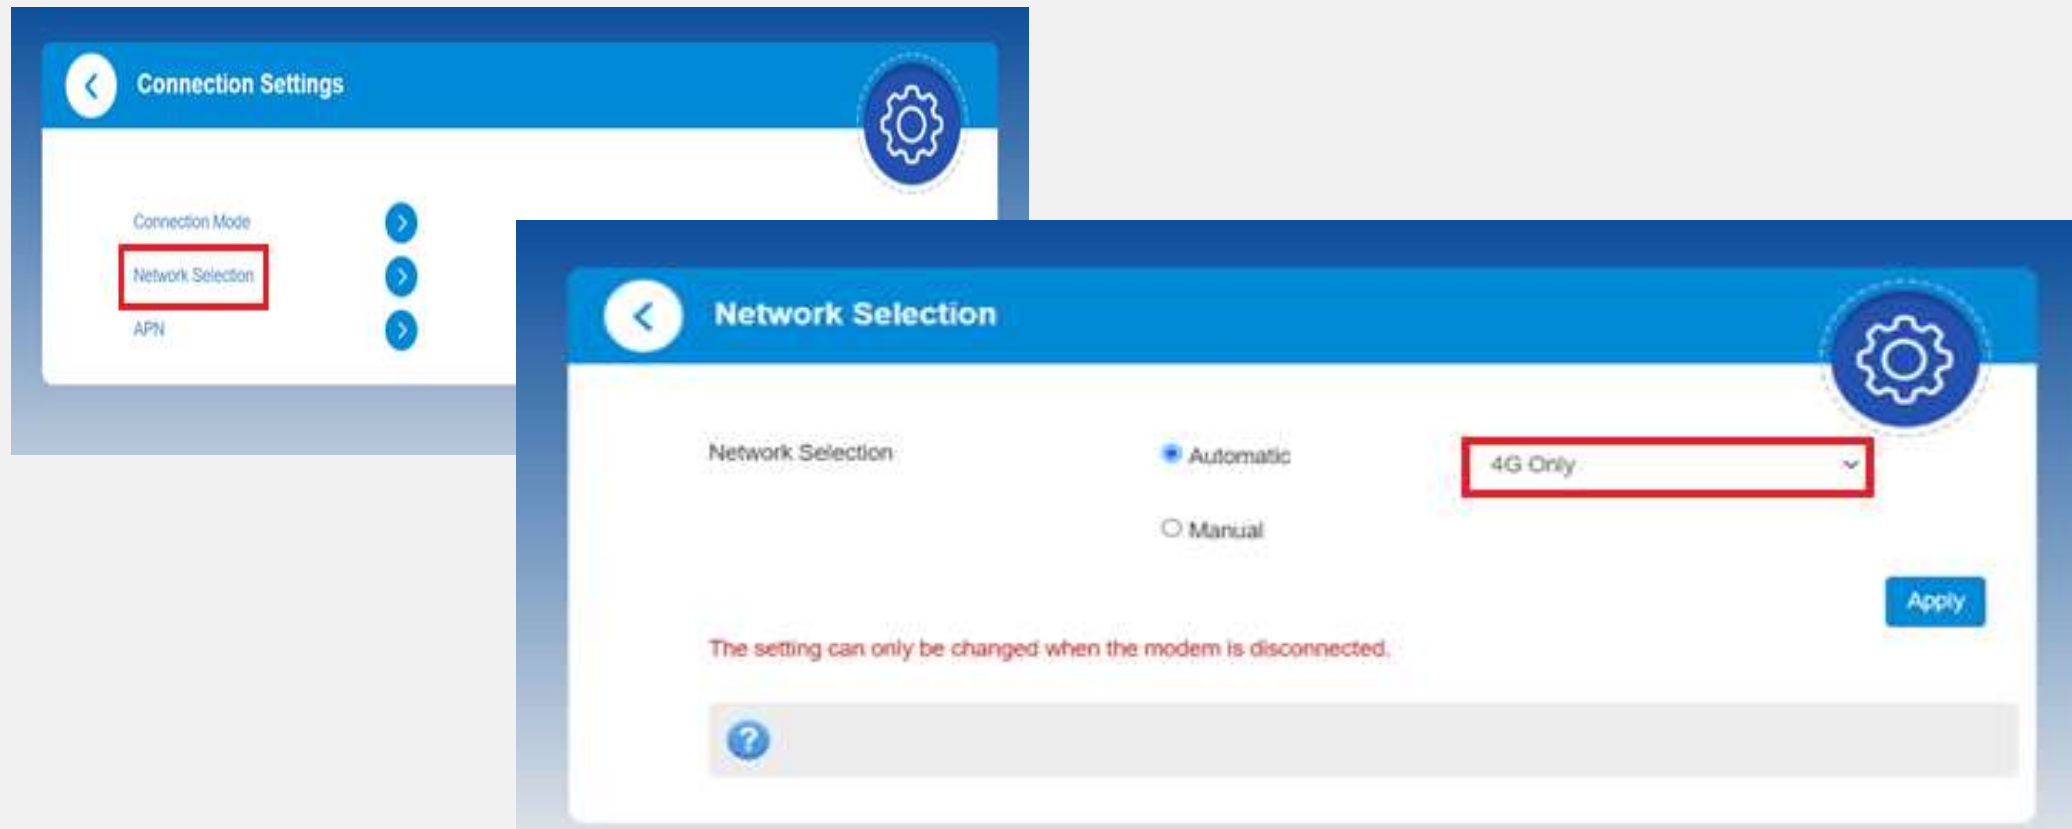 Connection Settings
Connection Mode
Network Selection
APN
Network Selection
Network Selection
Automatic
4G Only
Manual
Apply
The setting can only be changed when the modem is disconnected.
?